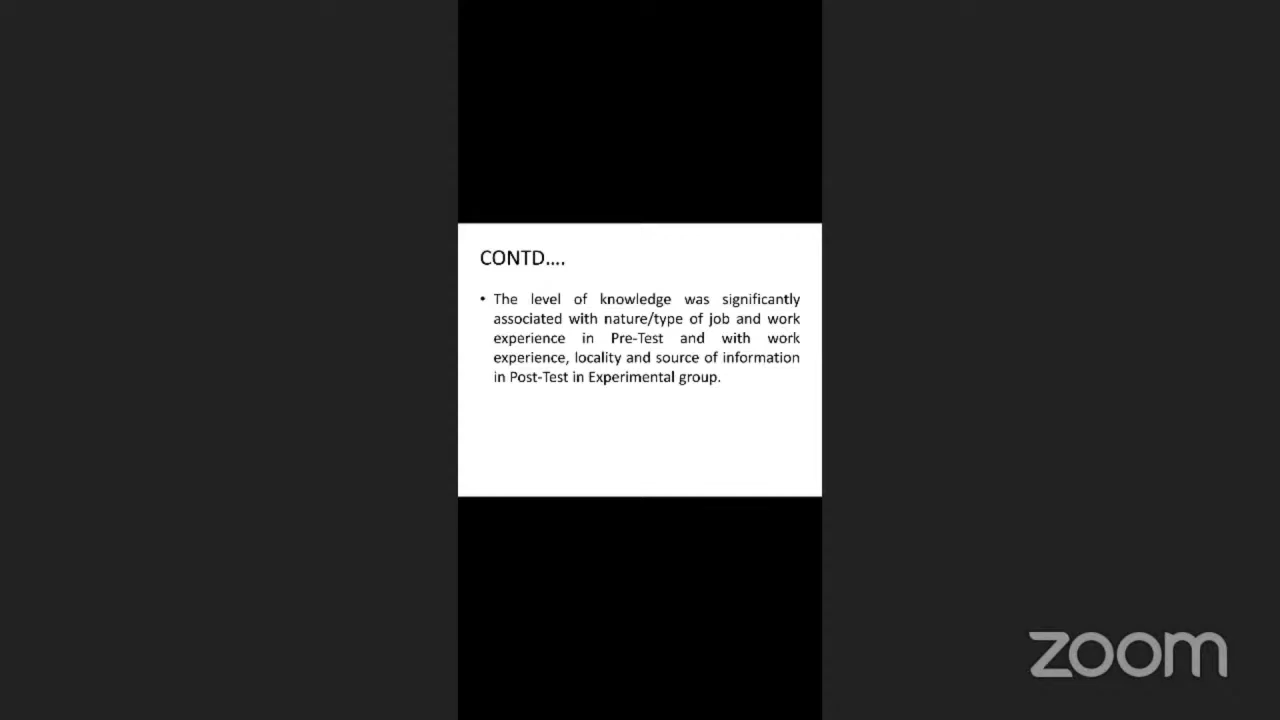 CONTD....
• The level of knowledge was significantly
associated with nature/type of job and work
experience in Pre-Test and with work
experience, locality and source of information
in Post-Test in Experimental group.
zoom